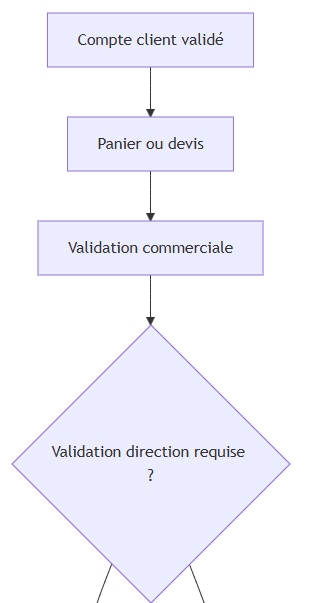 Compte client validé
Panier ou devis
Validation commerciale
Validation direction requise
?